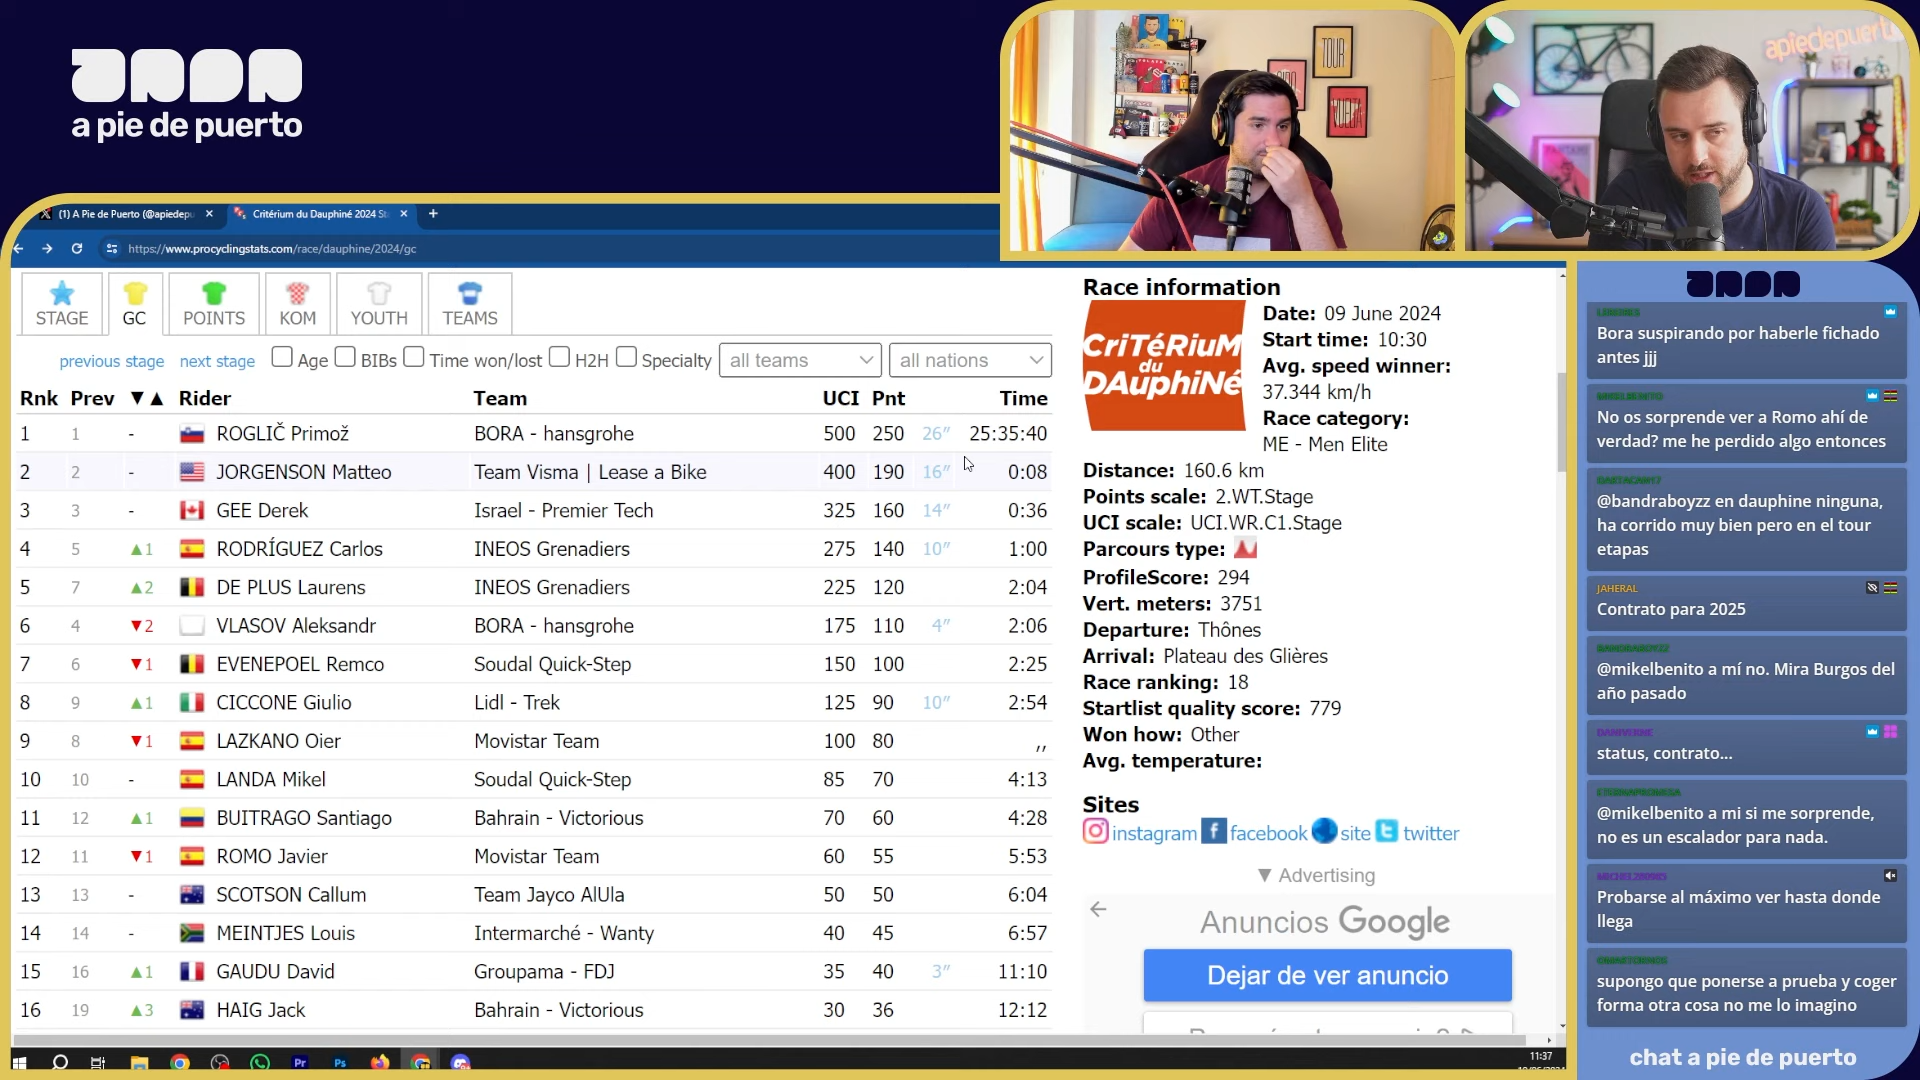 a pie de puerto
TOUR
GIRO
VUELTA
apiedepuerto
(1) A Pie de Puerto (@apiedepu
Critérium du Dauphiné 2024 St
https://www.procyclingstats.com/race/dauphine/2024/gc
STAGE GC POINTS KOM YOUTH TEAMS
previous stage next stage Age BIBs Time won/lost H2H Specialty all teams all nations
Rnk Prev ▼▲ Rider Team UCI Pnt Time
1 1 - ROGLIČ Primož BORA - hansgrohe 500 250 26″ 25:35:40
2 2 - JORGENSON Matteo Team Visma | Lease a Bike 400 190 16″ 0:08
3 3 - GEE Derek Israel - Premier Tech 325 160 14″ 0:36
4 5 ▲1 RODRÍGUEZ Carlos INEOS Grenadiers 275 140 10″ 1:00
5 7 ▲2 DE PLUS Laurens INEOS Grenadiers 225 120 2:04
6 4 ▼2 VLASOV Aleksandr BORA - hansgrohe 175 110 4″ 2:06
7 6 ▼1 EVENEPOEL Remco Soudal Quick-Step 150 100 2:25
8 9 ▲1 CICCONE Giulio Lidl - Trek 125 90 10″ 2:54
9 8 ▼1 LAZKANO Oier Movistar Team 100 80 ,,
10 10 - LANDA Mikel Soudal Quick-Step 85 70 4:13
11 12 ▲1 BUITRAGO Santiago Bahrain - Victorious 70 60 4:28
12 11 ▼1 ROMO Javier Movistar Team 60 55 5:53
13 13 - SCOTSON Callum Team Jayco AlUla 50 50 6:04
14 14 - MEINTJES Louis Intermarché - Wanty 40 45 6:57
15 16 ▲1 GAUDU David Groupama - FDJ 35 40 3″ 11:10
16 19 ▲3 HAIG Jack Bahrain - Victorious 30 36 12:12
Race information
CRiTéRiuM
du
DAuphiNé
Date: 09 June 2024
Start time: 10:30
Avg. speed winner:
37.344 km/h
Race category:
ME - Men Elite
Distance: 160.6 km
Points scale: 2.WT.Stage
UCI scale: UCI.WR.C1.Stage
Parcours type:
ProfileScore: 294
Vert. meters: 3751
Departure: Thônes
Arrival: Plateau des Glières
Race ranking: 18
Startlist quality score: 779
Won how: Other
Avg. temperature:
Sites
instagram facebook site twitter
▼ Advertising
Anuncios Google
Dejar de ver anuncio
11:37
Bora suspirando por haberle fichado
antes jjj
MIKELBENITO
No os sorprende ver a Romo ahí de
verdad? me he perdido algo entonces
@bandraboyzz en dauphine ninguna,
ha corrido muy bien pero en el tour
etapas
JAHERAL
Contrato para 2025
BANDRABOYZZ
@mikelbenito a mí no. Mira Burgos del
año pasado
status, contrato...
@mikelbenito a mi si me sorprende,
no es un escalador para nada.
Probarse al máximo ver hasta donde
llega
supongo que ponerse a prueba y coger
forma otra cosa no me lo imagino
chat a pie de puerto